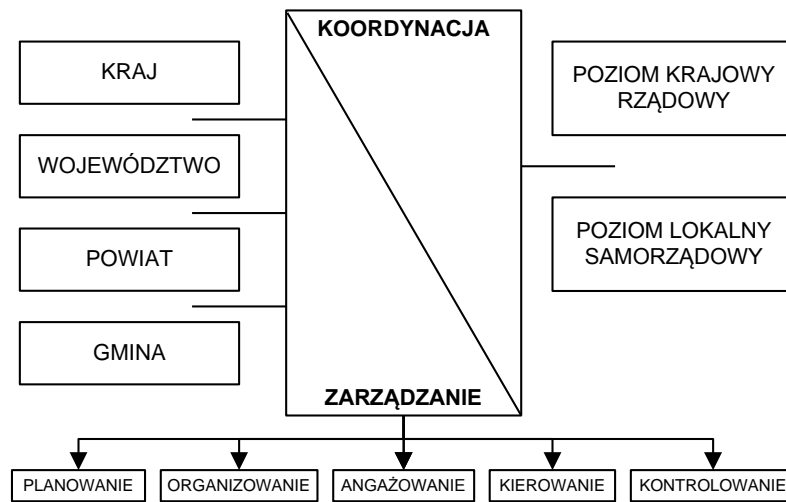 KOORDYNACJA
KRAJ
WOJEWÓDZTWO
POWIAT
GMINA
POZIOM KRAJOWY
RZĄDOWY
POZIOM LOKALNY
SAMORZĄDOWY
ZARZĄDZANIE
PLANOWANIE
ORGANIZOWANIE
ANGAŻOWANIE
KIEROWANIE
KONTROLOWANIE